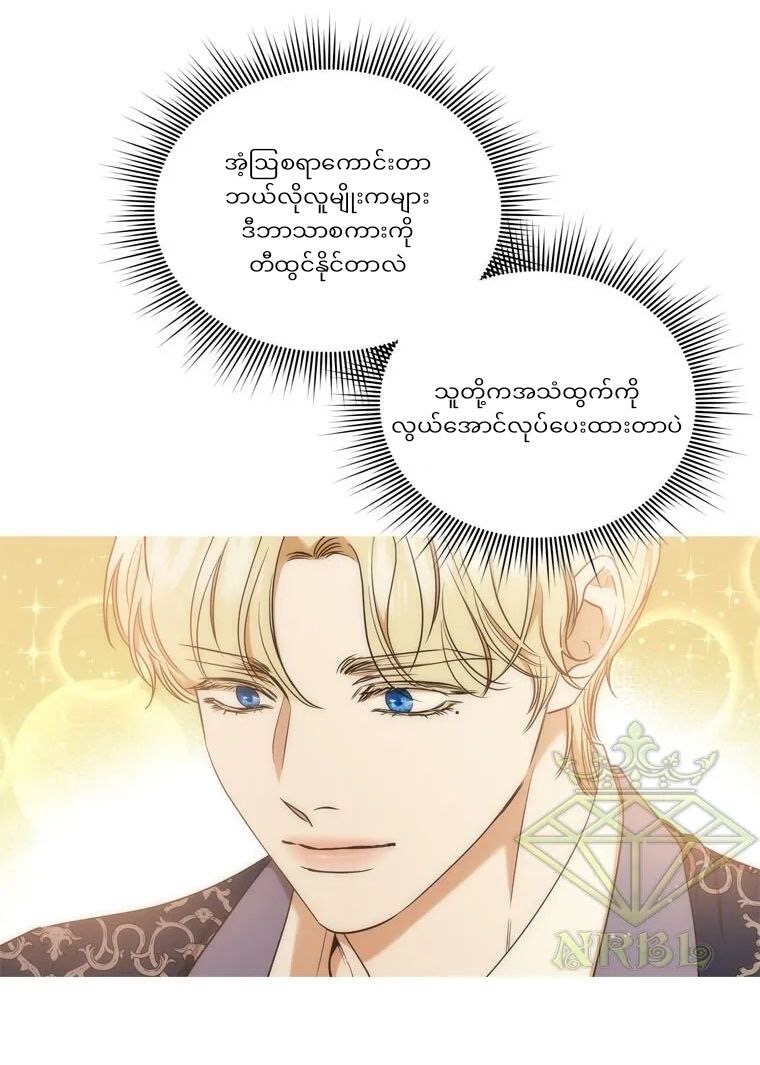 အံ့ဩစရာကောင်းတာ
ဘယ်လိုလူမျိုးကများ
ဒီဘာသာစကားကို
တီထွင်နိုင်တာလဲ
သူတို့ကအသံထွက်ကို
လွယ်အောင်လုပ်ပေးထားတာပဲ
NRBL